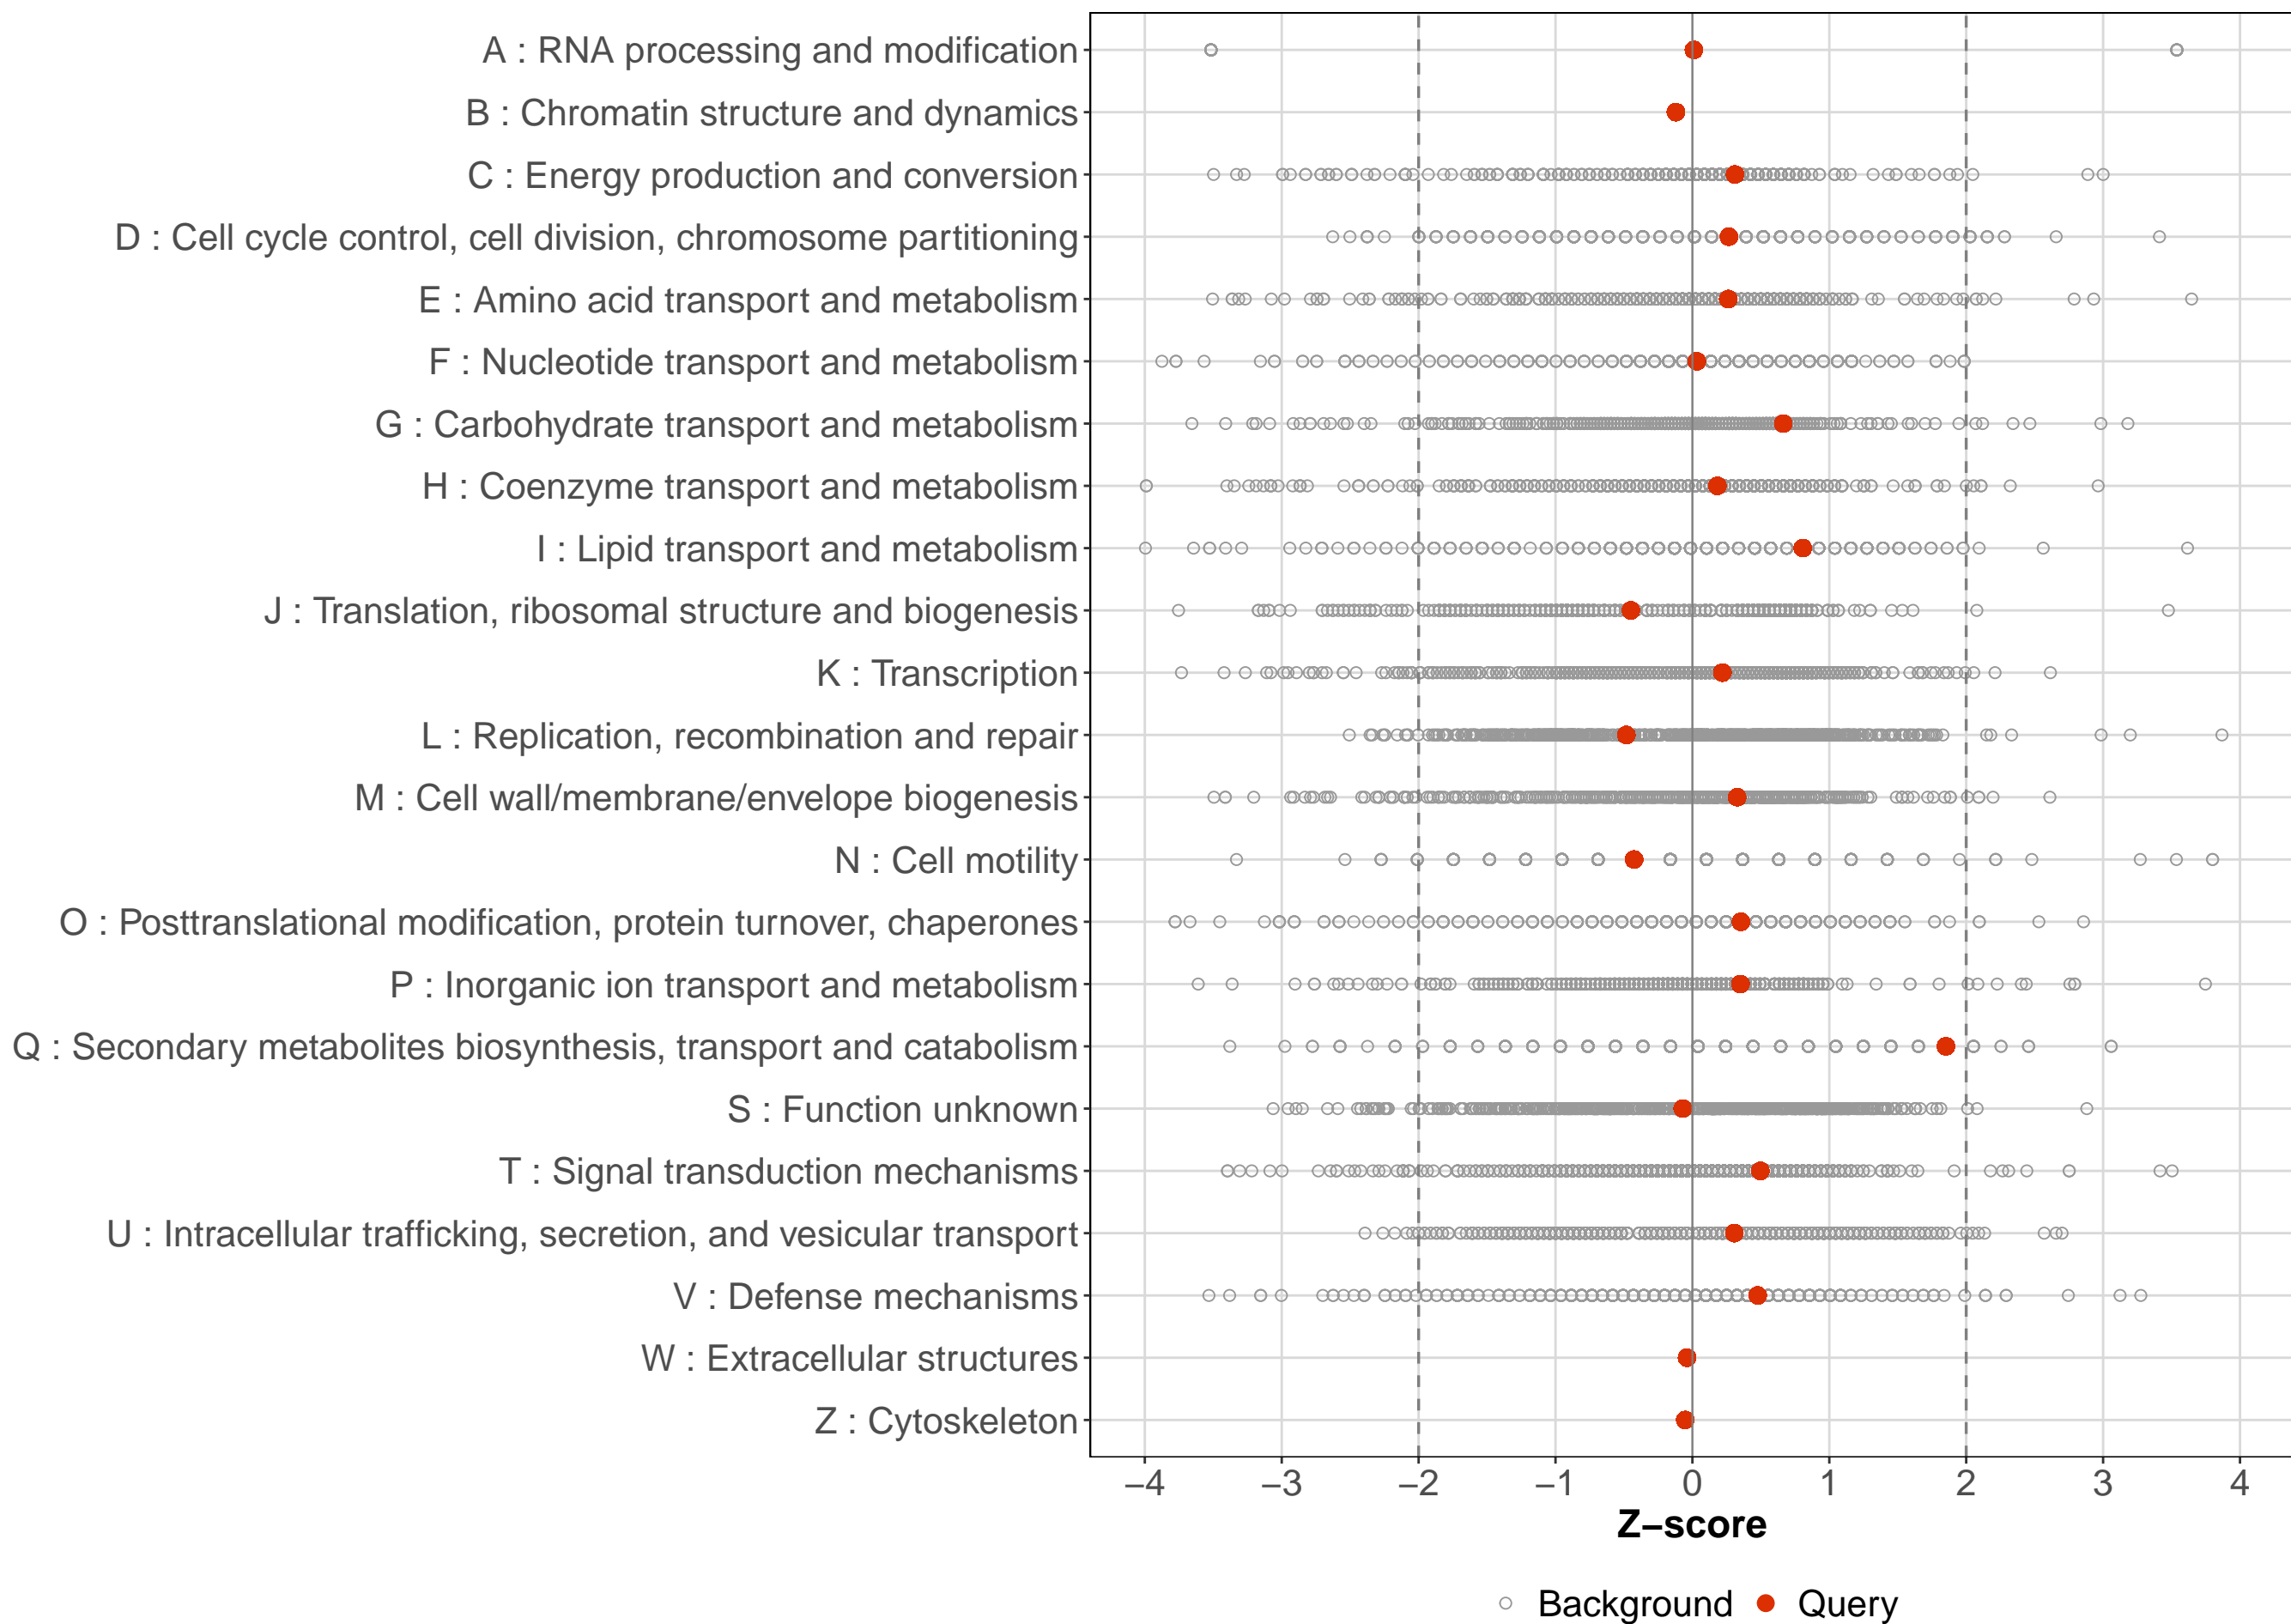 A : RNA processing and modification
B : Chromatin structure and dynamics
C : Energy production and conversion
D : Cell cycle control, cell division, chromosome partitioning
E : Amino acid transport and metabolism
F : Nucleotide transport and metabolism
G : Carbohydrate transport and metabolism
H : Coenzyme transport and metabolism
I : Lipid transport and metabolism
J : Translation, ribosomal structure and biogenesis
K : Transcription
L : Replication, recombination and repair
M : Cell wall/membrane/envelope biogenesis
N : Cell motility
O : Posttranslational modification, protein turnover, chaperones
P : Inorganic ion transport and metabolism
Q : Secondary metabolites biosynthesis, transport and catabolism
S : Function unknown
T : Signal transduction mechanisms
U : Intracellular trafficking, secretion, and vesicular transport
V : Defense mechanisms
W : Extracellular structures
Z : Cytoskeleton
−4 −3 −2 −1 0 1 2 3 4
Z−score
Background Query